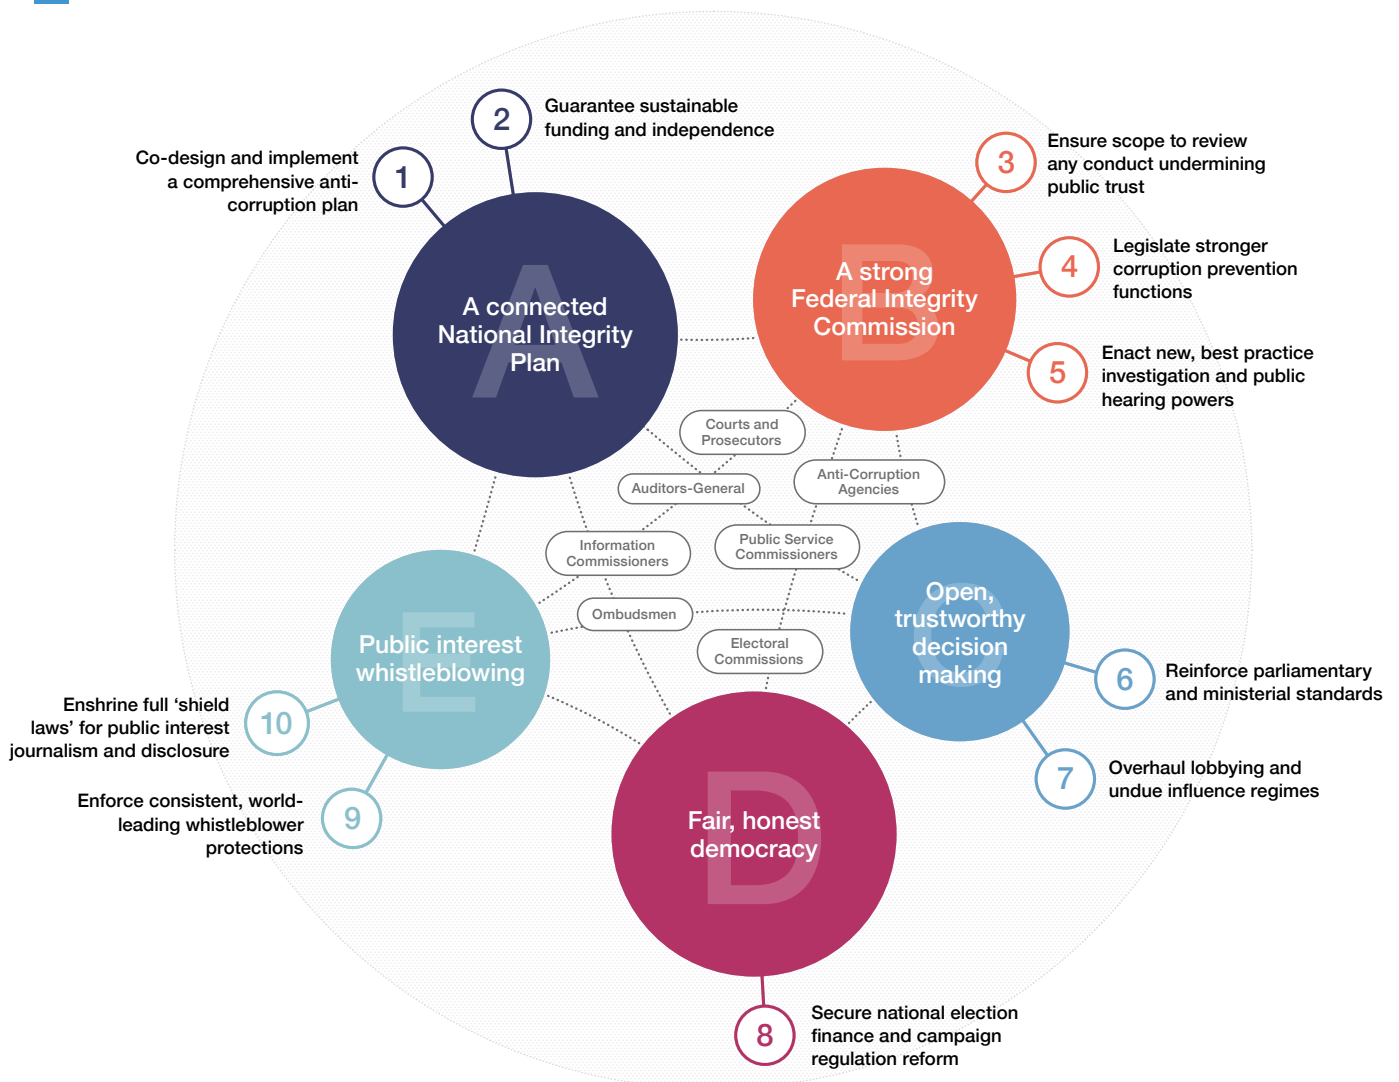 2
Guarantee sustainable
funding and independence
1
Co-design and implement
a comprehensive anti-
corruption plan
A
A connected
National Integrity
Plan
B
A strong
Federal Integrity
Commission
3
Ensure scope to review
any conduct undermining
public trust
4
Legislate stronger
corruption prevention
functions
5
Enact new, best practice
investigation and public
hearing powers
Courts and
Prosecutors
Auditors-General
Anti-Corruption
Agencies
Information
Commissioners
Public Service
Commissioners
Ombudsmen
Electoral
Commissions
C
Open,
trustworthy
decision
making
6
Reinforce parliamentary
and ministerial standards
7
Overhaul lobbying and
undue influence regimes
D
Fair, honest
democracy
8
Secure national election
finance and campaign
regulation reform
E
Public interest
whistleblowing
10
Enshrine full ‘shield
laws’ for public interest
journalism and disclosure
9
Enforce consistent, world-
leading whistleblower
protections